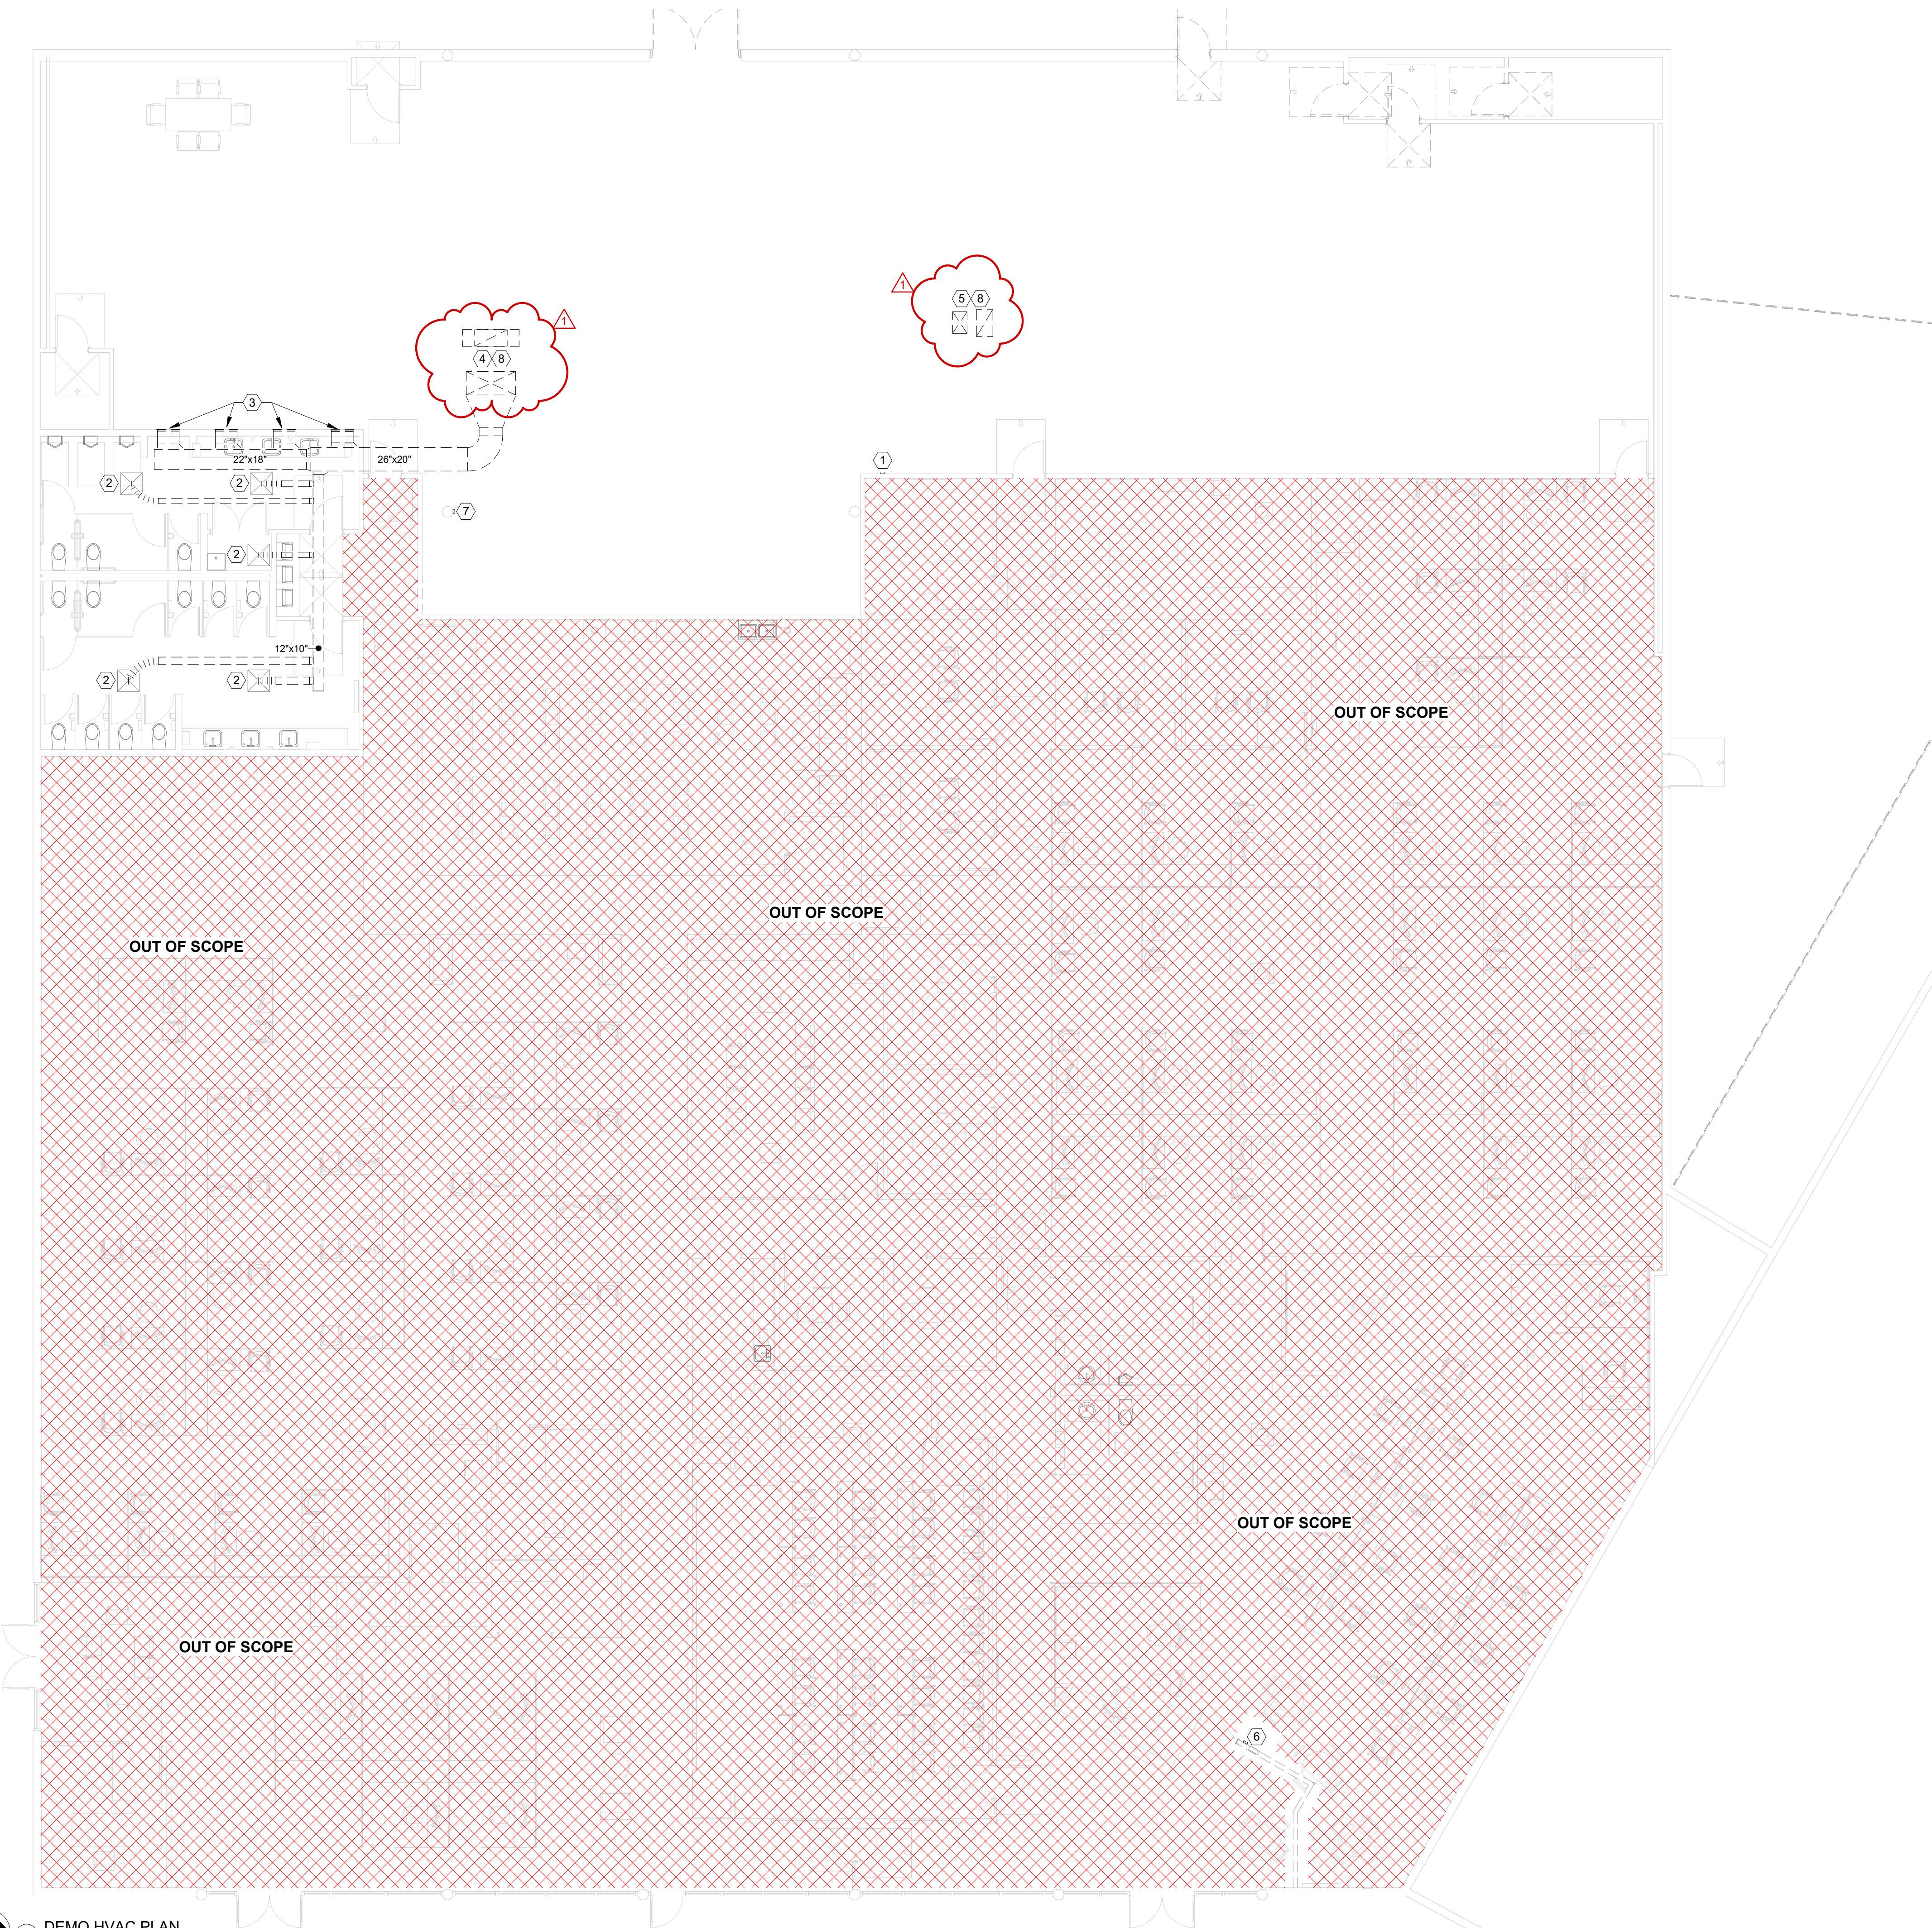 1
1
5 8
4 8
3
22"x18"
26"x20"
1
2
2
7
2
12"x10"
2
2
OUT OF SCOPE
OUT OF SCOPE
OUT OF SCOPE
OUT OF SCOPE
OUT OF SCOPE
6
DEMO HVAC PLAN